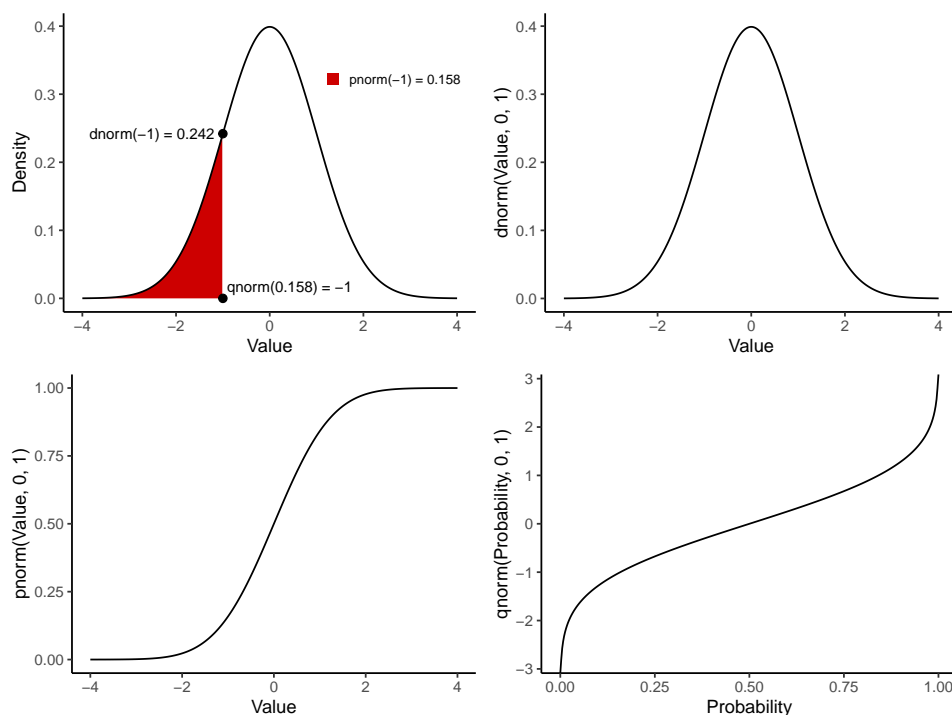 Density
0.4
0.3
0.2
0.1
0.0
dnorm(−1) = 0.242
pnorm(−1) = 0.158
qnorm(0.158) = −1
−4 −2 0 2 4
Value
dnorm(Value, 0, 1)
0.4
0.3
0.2
0.1
0.0
−4 −2 0 2 4
Value
pnorm(Value, 0, 1)
1.00
0.75
0.50
0.25
0.00
−4 −2 0 2 4
Value
qnorm(Probability, 0, 1)
3
2
1
0
−1
−2
−3
0.00 0.25 0.50 0.75 1.00
Probability